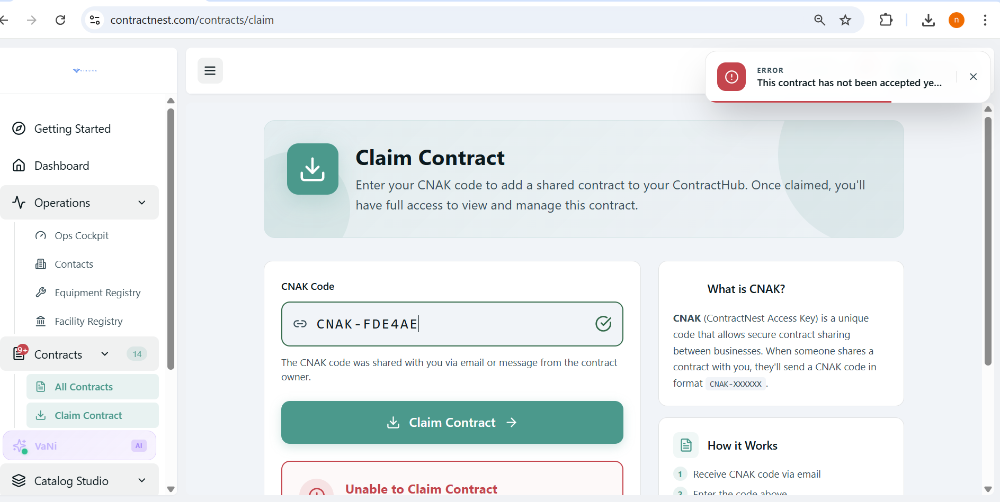 contractnest.com/contracts/claim
n
ERROR
This contract has not been accepted ye...
Getting Started
Dashboard
Operations
Ops Cockpit
Contacts
Equipment Registry
Facility Registry
9+
Contracts
14
All Contracts
Claim Contract
VaNi
AI
Catalog Studio
Claim Contract
Enter your CNAK code to add a shared contract to your ContractHub. Once claimed, you'll
have full access to view and manage this contract.
CNAK Code
CNAK-FDE4AE
The CNAK code was shared with you via email or message from the contract
owner.
Claim Contract
Unable to Claim Contract
What is CNAK?
CNAK (ContractNest Access Key) is a unique
code that allows secure contract sharing
between businesses. When someone shares a
contract with you, they'll send a CNAK code in
format CNAK-XXXXXX.
How it Works
1 Receive CNAK code via email
2 Enter the code above